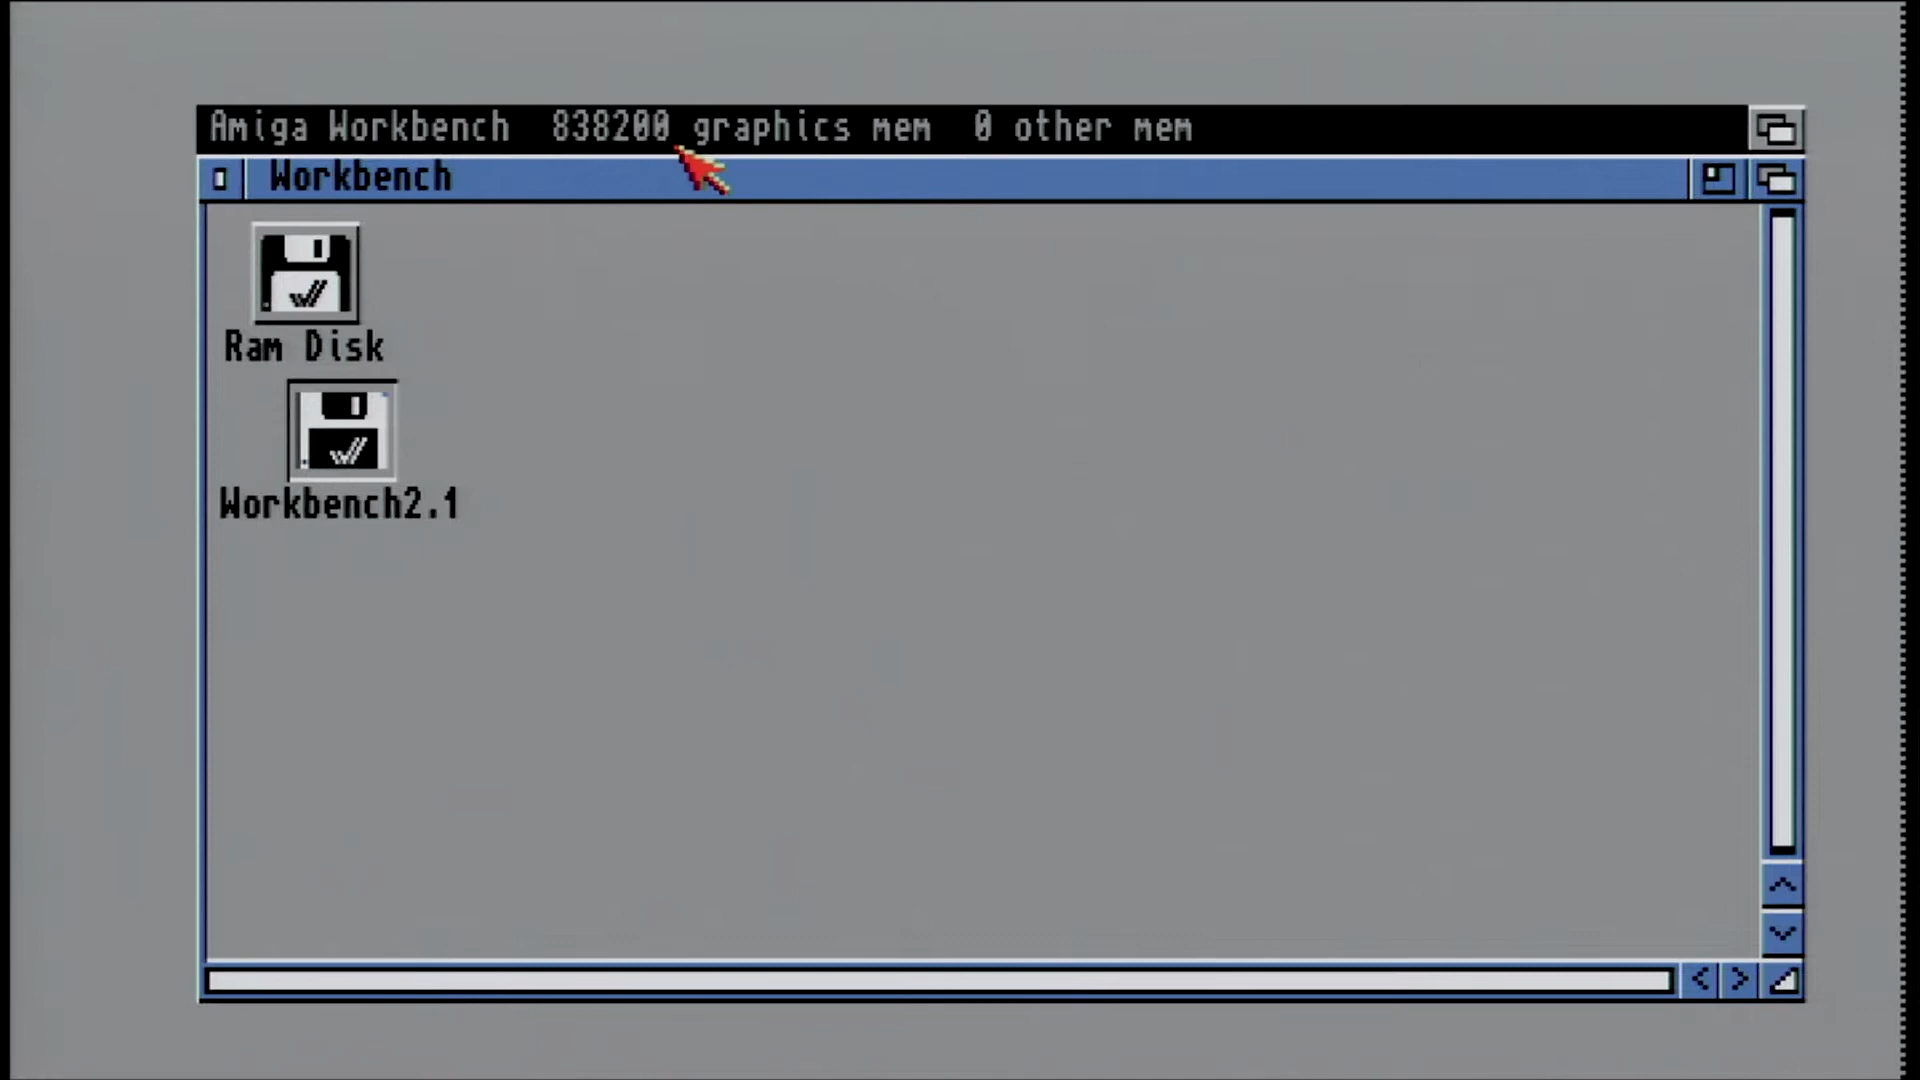 Amiga Workbench  838200 graphics mem  0 other mem
Workbench
Ram Disk
Workbench2.1